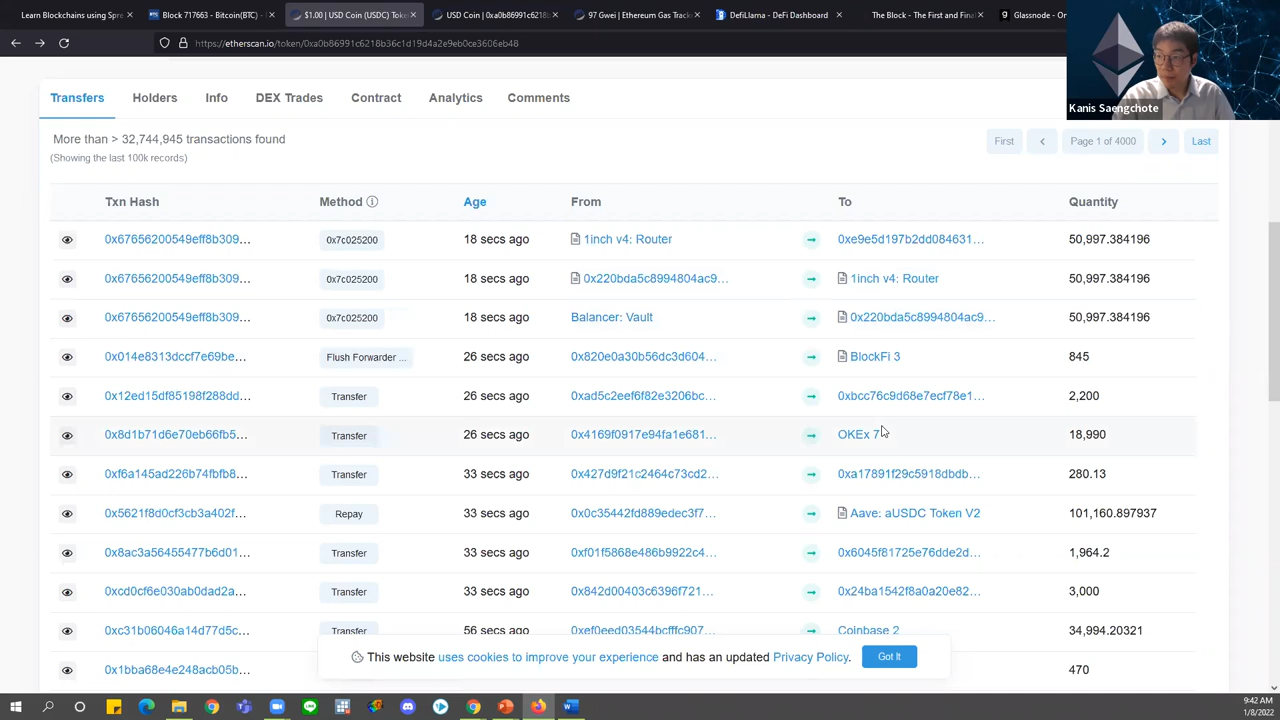 Learn Blockchains using Spre
Block 717663 - Bitcoin(BTC)
$1.00 | USD Coin (USDC) Toke
USD Coin | 0xa0b86991c6218
97 Gwei | Ethereum Gas Track
DefiLlama - DeFi Dashboard
The Block - The First and Final
Glassnode - On
https://etherscan.io/token/0xa0b86991c6218b36c1d19d4a2e9eb0ce3606eb48
Kanis Saengchote
Transfers Holders Info DEX Trades Contract Analytics Comments
More than > 32,744,945 transactions found
(Showing the last 100k records)
First Page 1 of 4000 Last
Txn Hash Method Age From To Quantity
0x67656200549eff8b309... 0x7c025200 18 secs ago 1inch v4: Router 0xe9e5d197b2dd084631... 50,997.384196
0x67656200549eff8b309... 0x7c025200 18 secs ago 0x220bda5c8994804ac9... 1inch v4: Router 50,997.384196
0x67656200549eff8b309... 0x7c025200 18 secs ago Balancer: Vault 0x220bda5c8994804ac9... 50,997.384196
0x014e8313dccf7e69be... Flush Forwarder ... 26 secs ago 0x820e0a30b56dc3d604... BlockFi 3 845
0x12ed15df85198f288dd... Transfer 26 secs ago 0xad5c2eef6f82e3206bc... 0xbcc76c9d68e7ecf78e1... 2,200
0x8d1b71d6e70eb66fb5... Transfer 26 secs ago 0x4169f0917e94fa1e681... OKEx 7 18,990
0xf6a145ad226b74fbfb8... Transfer 33 secs ago 0x427d9f21c2464c73cd2... 0xa17891f29c5918dbdb... 280.13
0x5621f8d0cf3cb3a402f... Repay 33 secs ago 0x0c35442fd889edec3f7... Aave: aUSDC Token V2 101,160.897937
0x8ac3a56455477b6d01... Transfer 33 secs ago 0xf01f5868e486b9922c4... 0x6045f81725e76dde2d... 1,964.2
0xcd0cf6e030ab0dad2a... Transfer 33 secs ago 0x842d00403c6396f721... 0x24ba1542f8a0a20e82... 3,000
0xc31b06046a14d77d5c... Transfer 56 secs ago 0xef0eed03544bcfffc907... Coinbase 2 34,994.20321
0x1bba68e4e248acb05b... 470
This website uses cookies to improve your experience and has an updated Privacy Policy. Got It
9:42 AM
1/8/2022